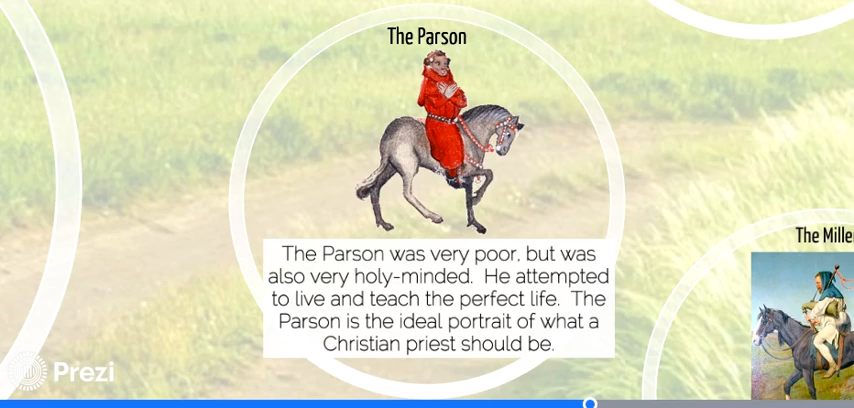 The Parson
The Parson was very poor, but was
also very holy-minded. He attempted
to live and teach the perfect life. The
Parson is the ideal portrait of what a
Christian priest should be.
The Mille
Prezi